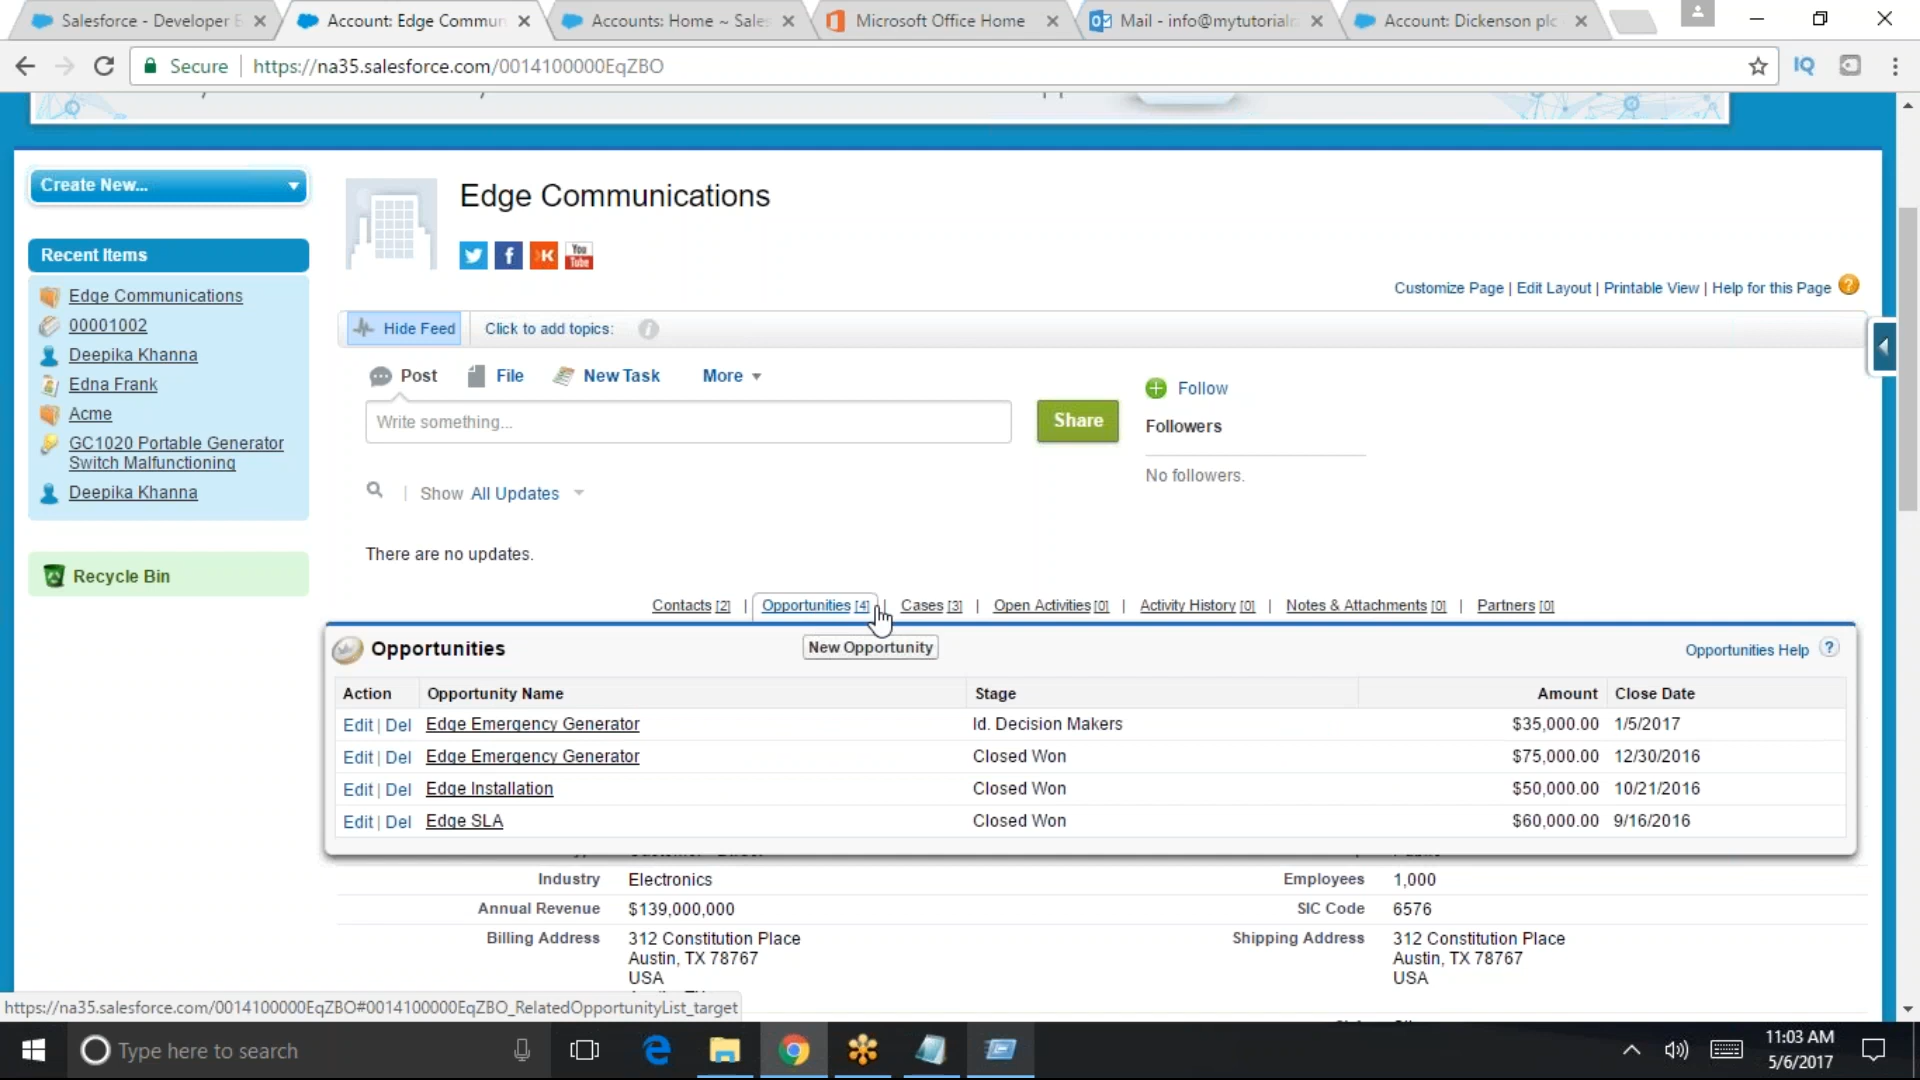 Salesforce - Developer E
Account: Edge Commun
Accounts: Home ~ Sales
Microsoft Office Home
Mail - info@mytutorialr
Account: Dickenson plc
Secure
https://na35.salesforce.com/0014100000EqZBO
IQ
Create New...
Recent Items
Edge Communications
00001002
Deepika Khanna
Edna Frank
Acme
GC1020 Portable Generator
Switch Malfunctioning
Deepika Khanna
Recycle Bin
Edge Communications
You
Tube
Customize Page | Edit Layout | Printable View | Help for this Page ?
Hide Feed
Click to add topics:
Post
File
New Task
More
Write something...
Share
Follow
Followers
No followers.
Show All Updates
There are no updates.
Contacts [2] | Opportunities [4] | Cases [3] | Open Activities [0] | Activity History [0] | Notes & Attachments [0] | Partners [0]
Opportunities
New Opportunity
Opportunities Help ?
Action Opportunity Name Stage Amount Close Date
Edit | Del Edge Emergency Generator Id. Decision Makers $35,000.00 1/5/2017
Edit | Del Edge Emergency Generator Closed Won $75,000.00 12/30/2016
Edit | Del Edge Installation Closed Won $50,000.00 10/21/2016
Edit | Del Edge SLA Closed Won $60,000.00 9/16/2016
Industry Electronics Employees 1,000
Annual Revenue $139,000,000 SIC Code 6576
Billing Address 312 Constitution Place Shipping Address 312 Constitution Place
Austin, TX 78767 Austin, TX 78767
USA USA
https://na35.salesforce.com/0014100000EqZBO#0014100000EqZBO_RelatedOpportunityList_target
Type here to search
11:03 AM
5/6/2017